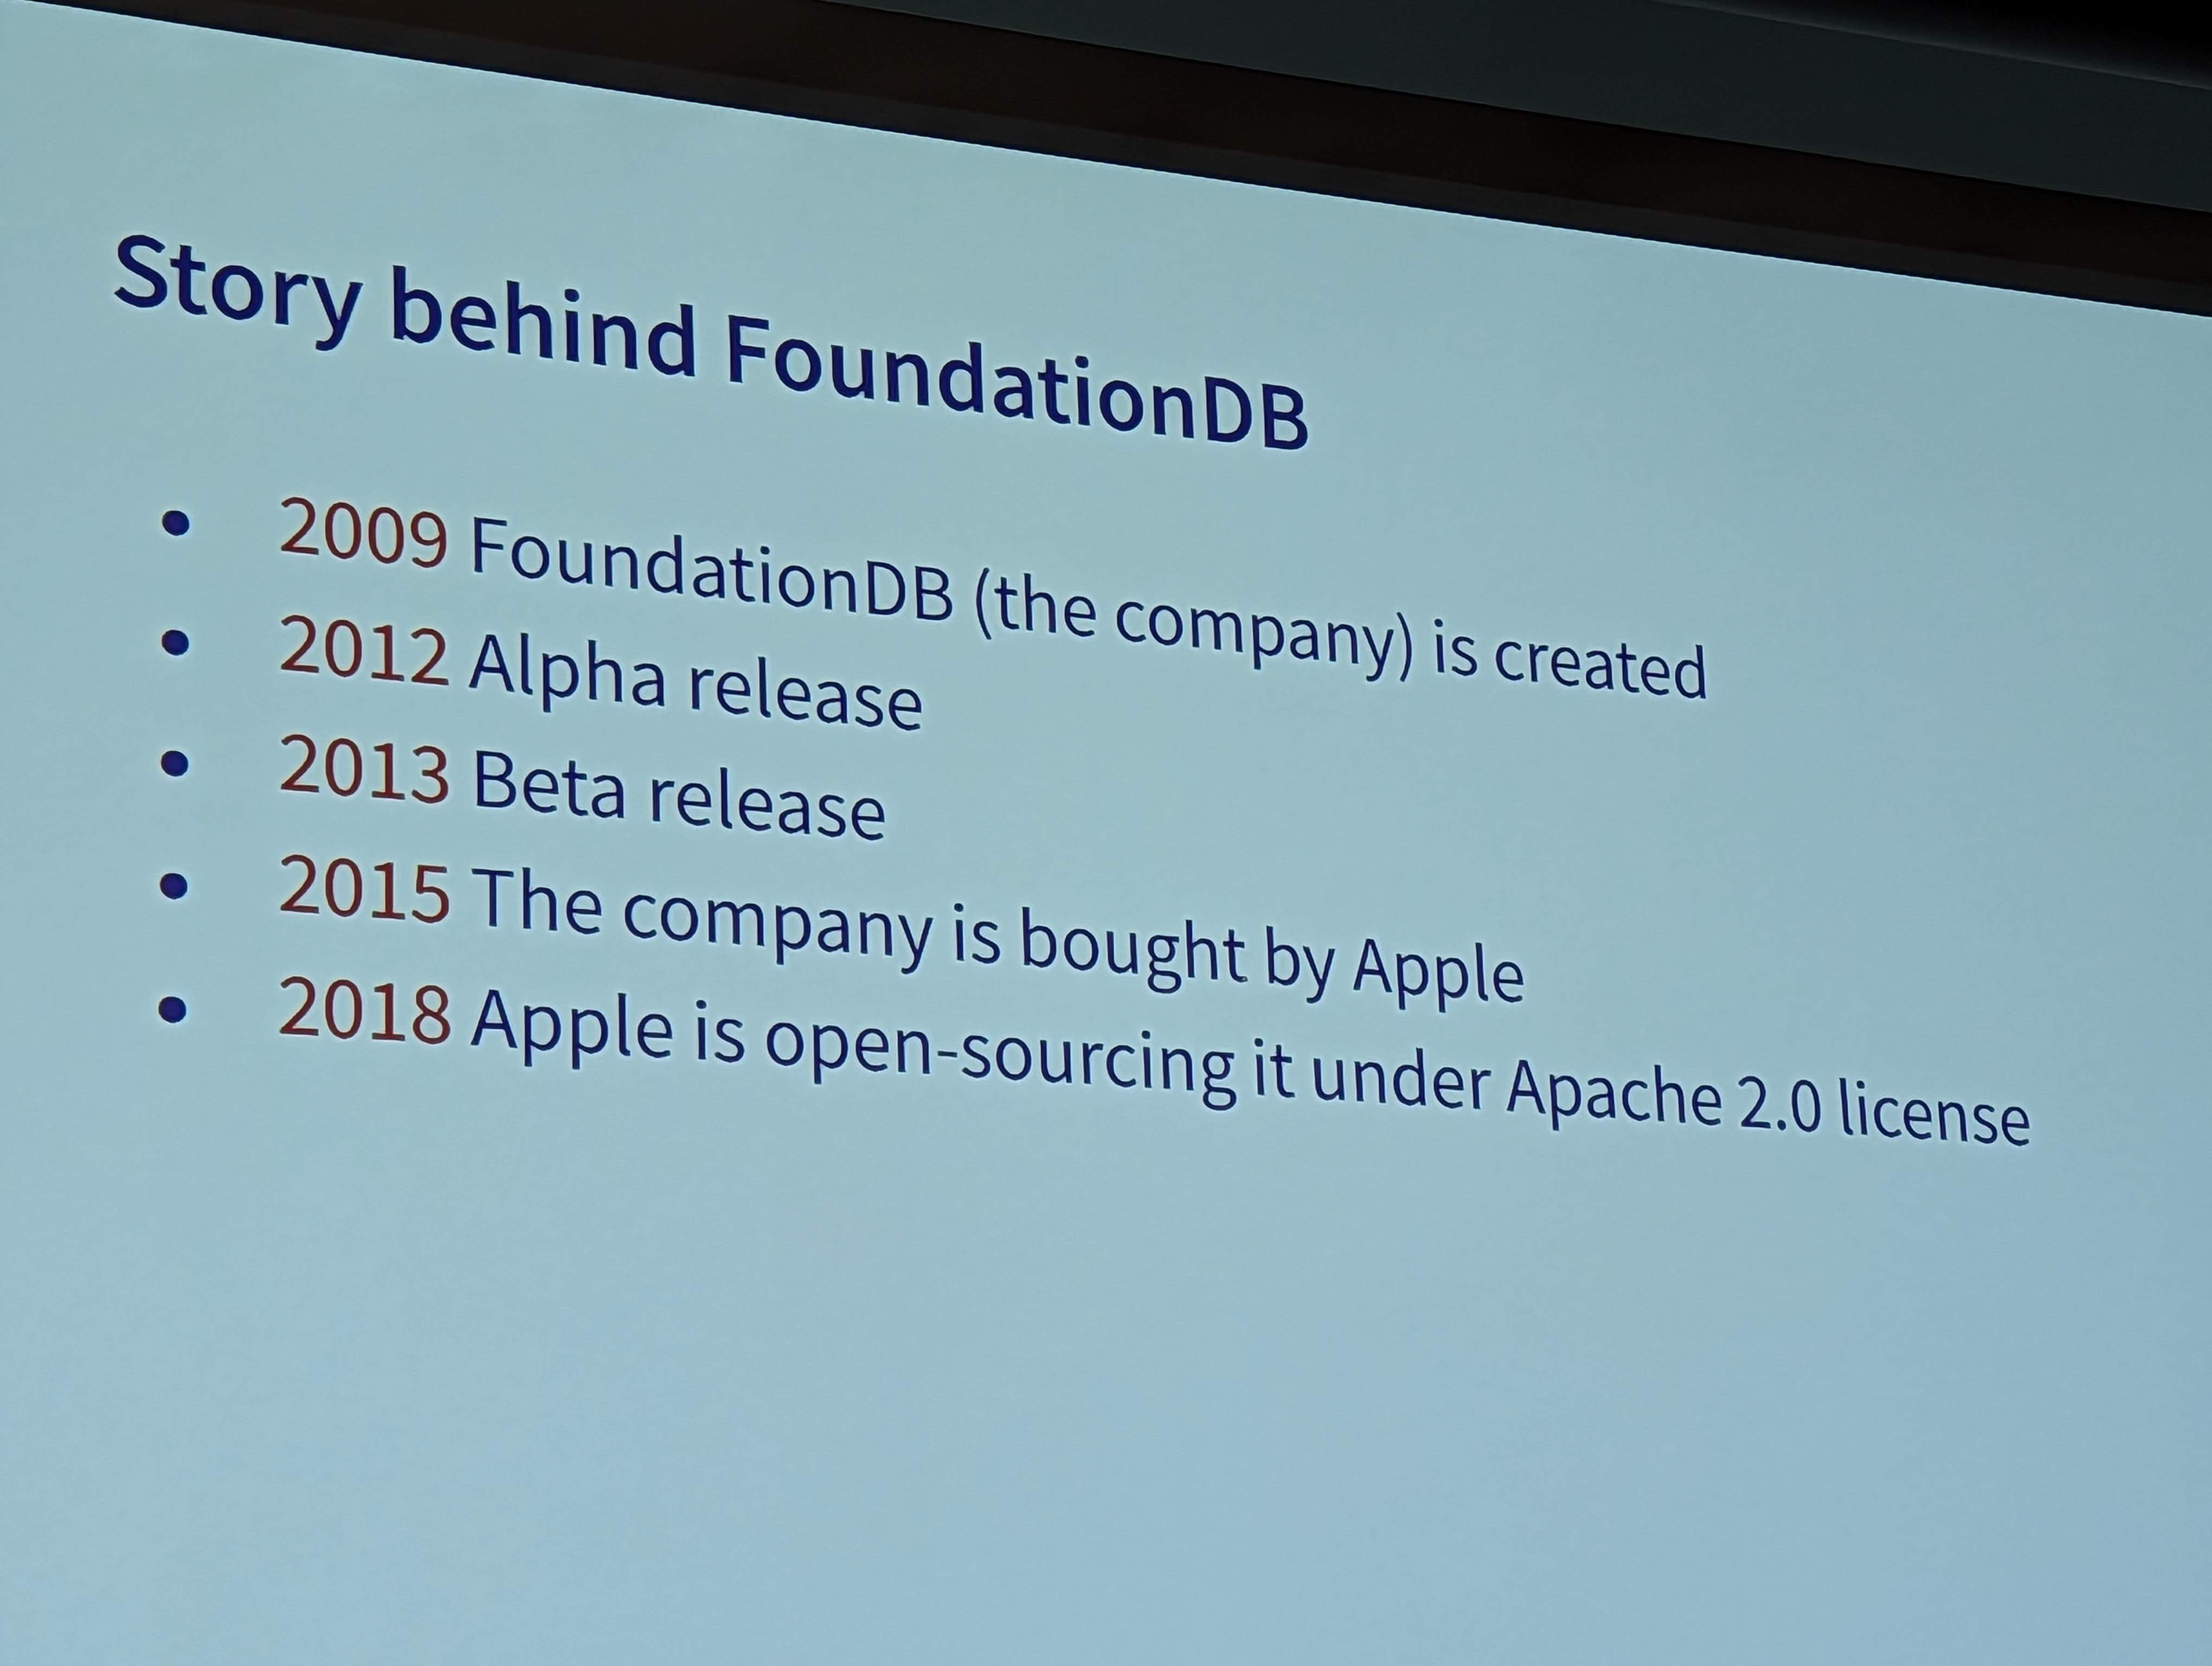 Story behind FoundationDB
• 2009 FoundationDB (the company) is created
• 2012 Alpha release
• 2013 Beta release
• 2015 The company is bought by Apple
• 2018 Apple is open-sourcing it under Apache 2.0 license